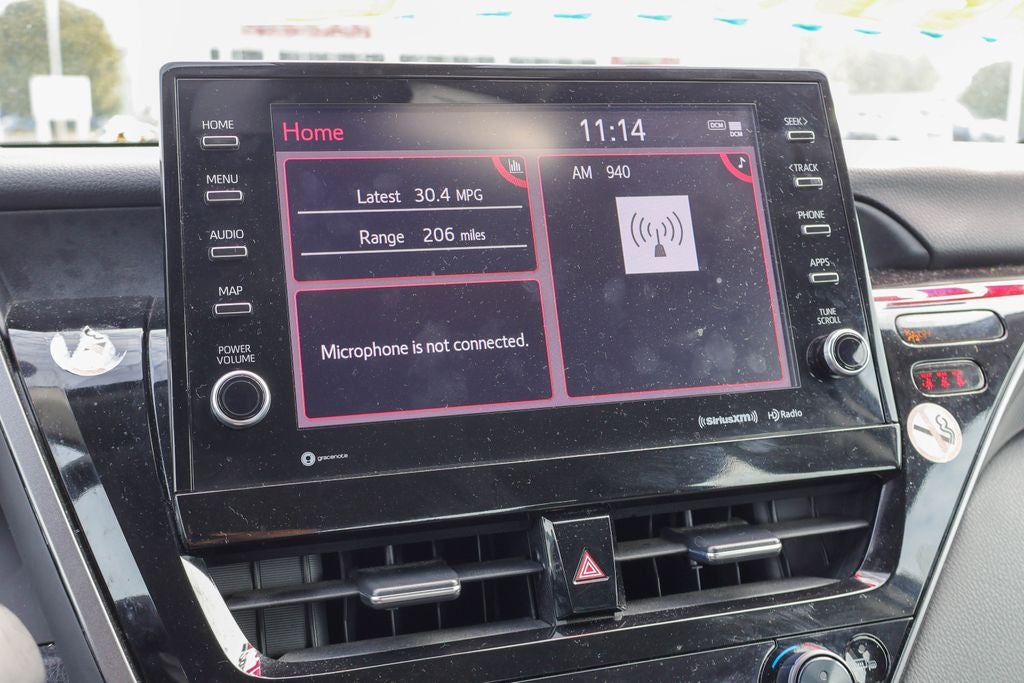 HOME
MENU
AUDIO
MAP
POWER
VOLUME
Home
11:14
DCM
DCM
Latest 30.4 MPG
Range 206 miles
Microphone is not connected.
AM 940
SEEK>
<TRACK
PHONE
APPS
TUNE
SCROLL
gracenote
((SiriusXM))
HD Radio